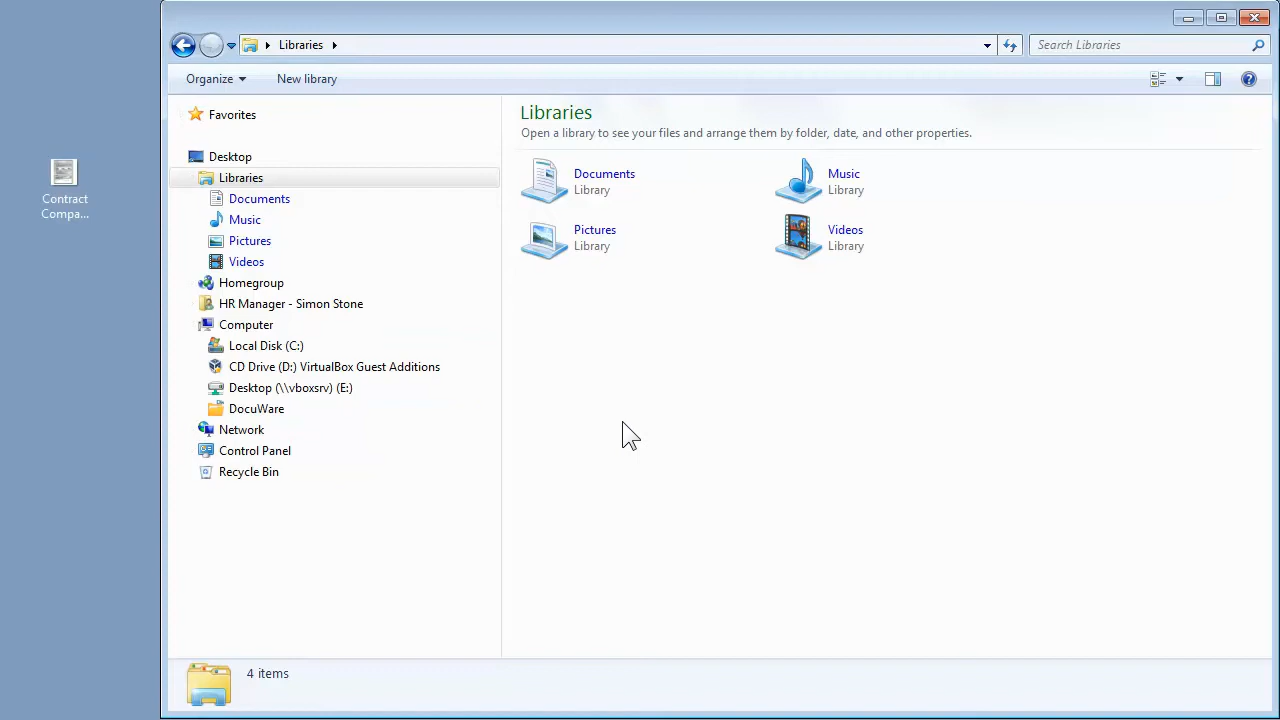 Libraries
Search Libraries
Organize
New library
Favorites
Desktop
Libraries
Documents
Music
Pictures
Videos
Homegroup
HR Manager - Simon Stone
Computer
Local Disk (C:)
CD Drive (D:) VirtualBox Guest Additions
Desktop (\\vboxsrv) (E:)
DocuWare
Network
Control Panel
Recycle Bin
Libraries
Open a library to see your files and arrange them by folder, date, and other properties.
Documents
Library
Music
Library
Pictures
Library
Videos
Library
4 items
Contract
Compa...